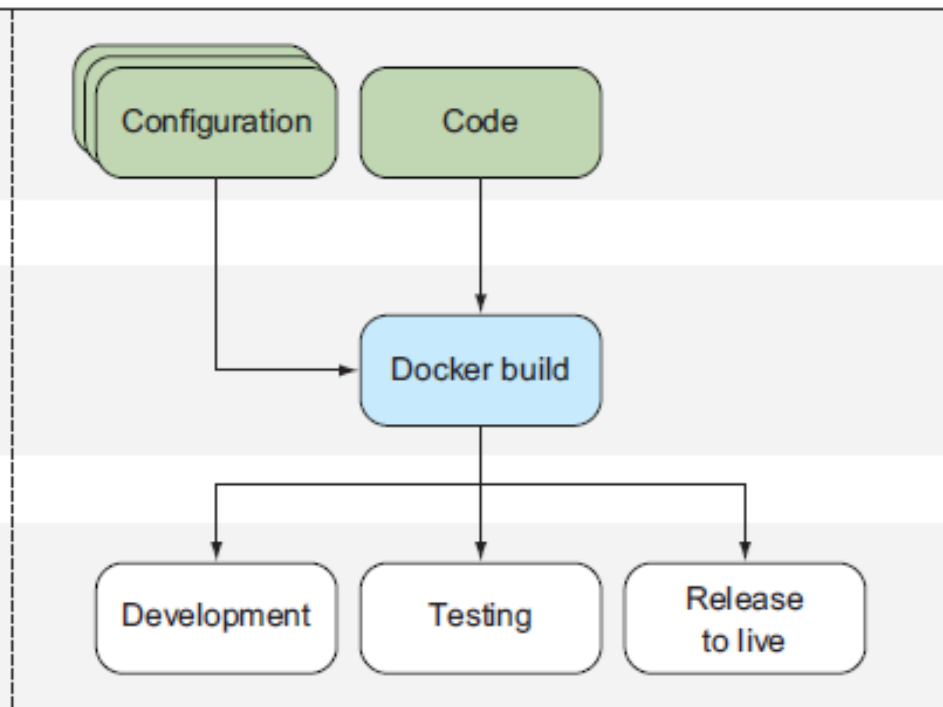 Configuration
Code
Docker build
Development
Testing
Release
to live